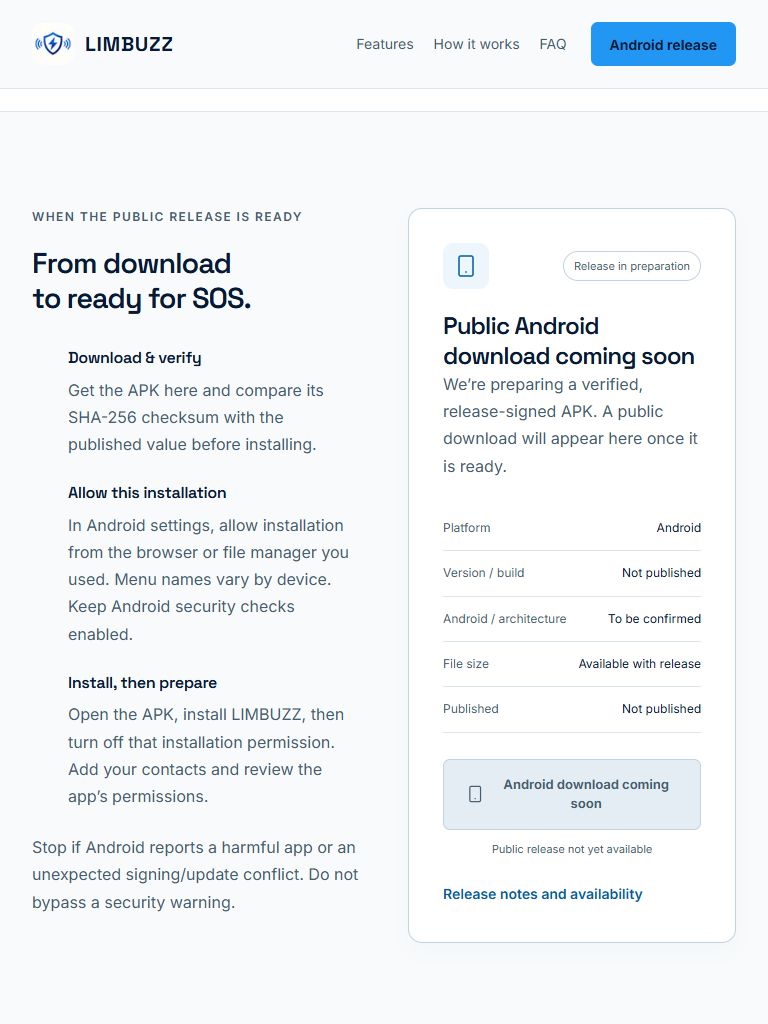 LIMBUZZ
Features
How it works
FAQ
Android release
WHEN THE PUBLIC RELEASE IS READY
From download
to ready for SOS.
Download & verify
Get the APK here and compare its
SHA-256 checksum with the
published value before installing.
Allow this installation
In Android settings, allow installation
from the browser or file manager you
used. Menu names vary by device.
Keep Android security checks
enabled.
Install, then prepare
Open the APK, install LIMBUZZ, then
turn off that installation permission.
Add your contacts and review the
app’s permissions.
Stop if Android reports a harmful app or an
unexpected signing/update conflict. Do not
bypass a security warning.
Release in preparation
Public Android
download coming soon
We’re preparing a verified,
release-signed APK. A public
download will appear here once it
is ready.
Platform Android
Version / build Not published
Android / architecture To be confirmed
File size Available with release
Published Not published
Android download coming
soon
Public release not yet available
Release notes and availability